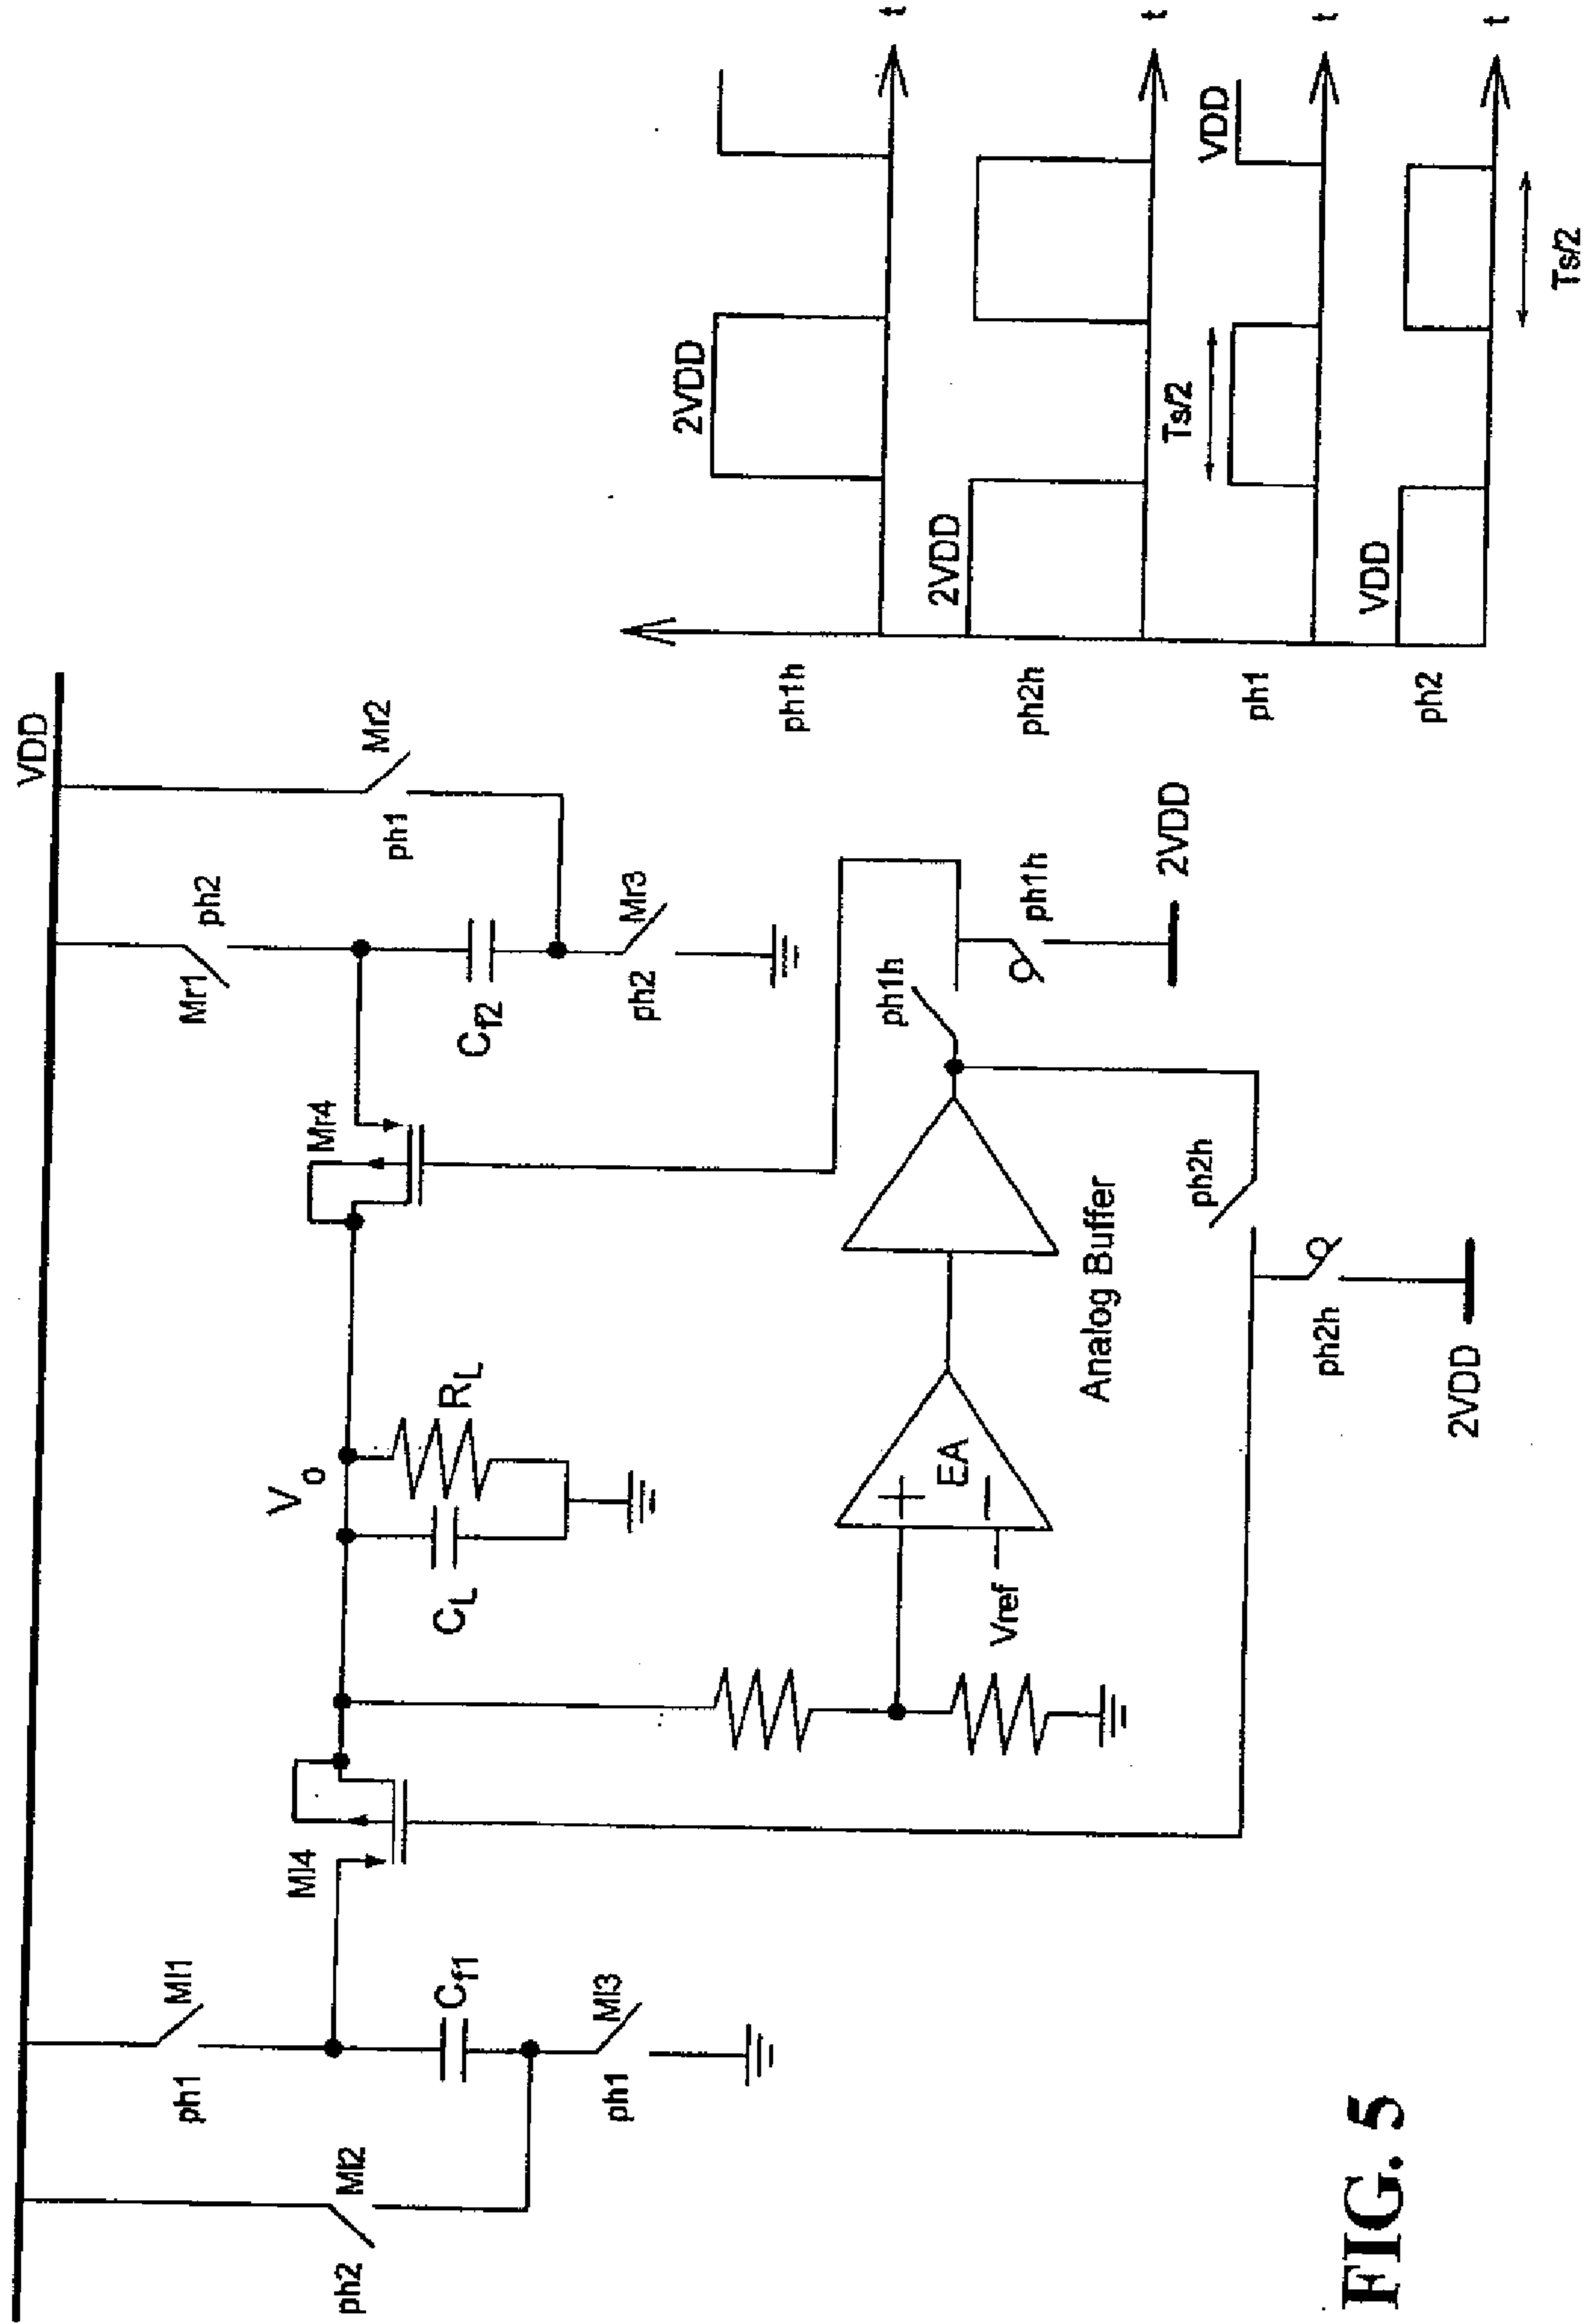 VDD
Ml2
ph2
Ml1
ph1
Cf1
Ml3
ph1
Ml4
Vo
CL
RL
Mr4
Mr1
ph2
Cf2
Mr3
ph2
Mr2
ph1
Vref
+
−
EA
Analog Buffer
ph1h
ph1h
2VDD
ph2h
ph2h
2VDD
ph1h
2VDD
t
ph2h
2VDD
t
ph1
Ts/2
VDD
t
ph2
VDD
t
Ts/2
FIG. 5